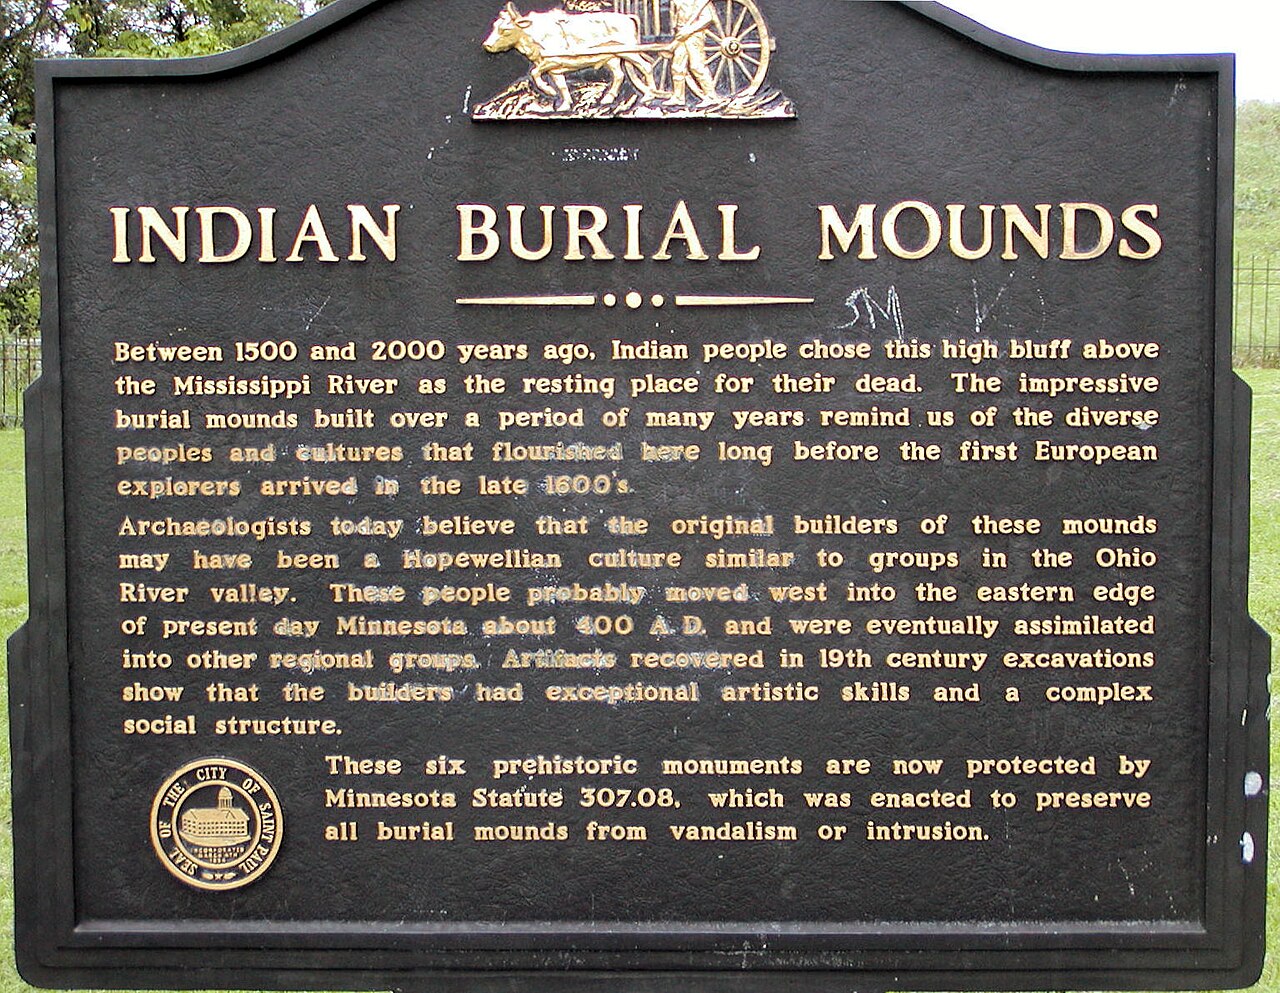 INDIAN BURIAL MOUNDS
SM
Between 1500 and 2000 years ago, Indian people chose this high bluff above
the Mississippi River as the resting place for their dead. The impressive
burial mounds built over a period of many years remind us of the diverse
peoples and cultures that flourished here long before the first European
explorers arrived in the late 1600's.
Archaeologists today believe that the original builders of these mounds
may have been a Hopewellian culture similar to groups in the Ohio
River valley. These people probably moved west into the eastern edge
of present day Minnesota about 400 A.D. and were eventually assimilated
into other regional groups. Artifacts recovered in 19th century excavations
show that the builders had exceptional artistic skills and a complex
social structure.
These six prehistoric monuments are now protected by
Minnesota Statute 307.08, which was enacted to preserve
all burial mounds from vandalism or intrusion.
SEAL OF THE CITY OF SAINT PAUL
INCORPORATED
MARCH 4TH
1854